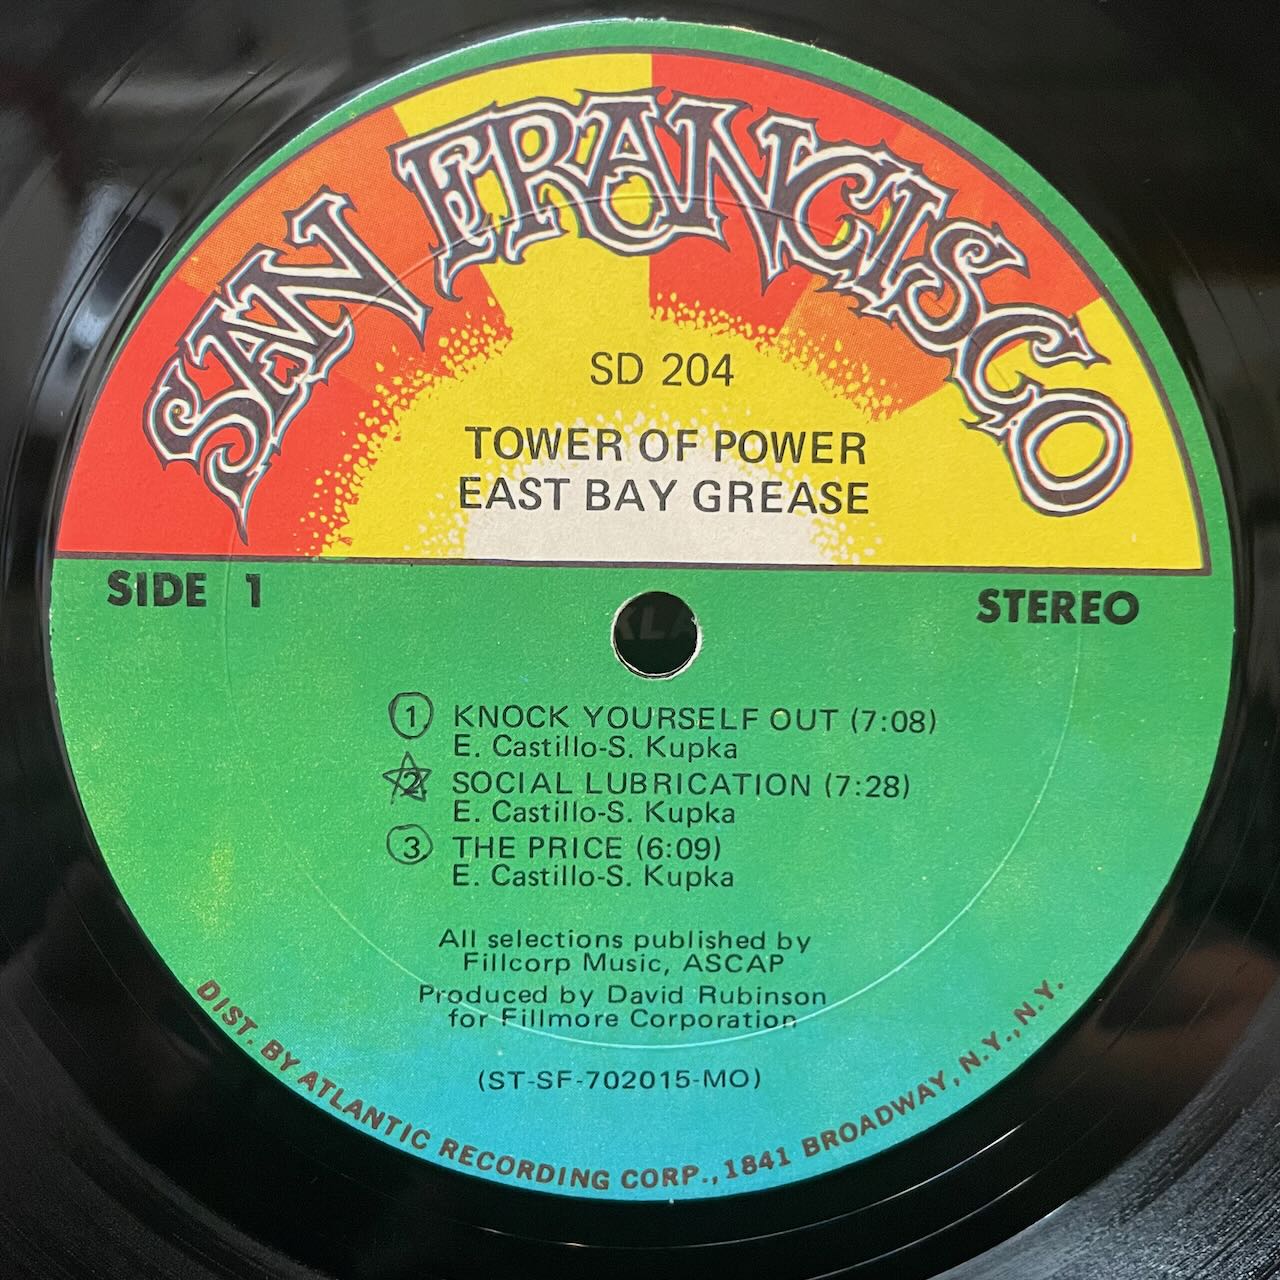 SAN FRANCISCO
SD 204
TOWER OF POWER
EAST BAY GREASE
SIDE 1
STEREO
1 KNOCK YOURSELF OUT (7:08)
E. Castillo-S. Kupka
2 SOCIAL LUBRICATION (7:28)
E. Castillo-S. Kupka
3 THE PRICE (6:09)
E. Castillo-S. Kupka
All selections published by
Fillcorp Music, ASCAP
Produced by David Rubinson
for Fillmore Corporation
(ST-SF-702015-MO)
DIST. BY ATLANTIC RECORDING CORP., 1841 BROADWAY, N.Y., N.Y.